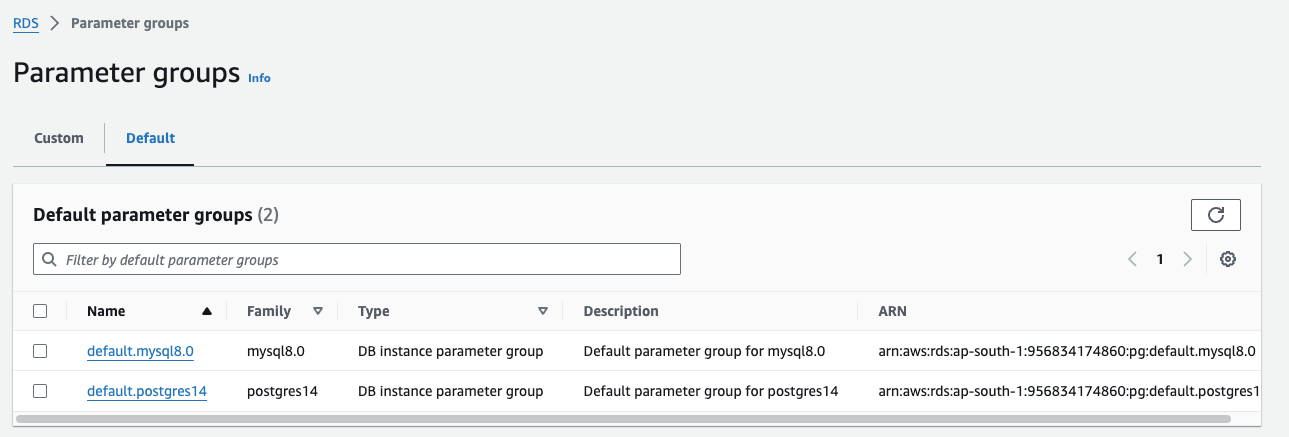 RDS > Parameter groups
Parameter groups Info
Custom Default
Default parameter groups (2)
Filter by default parameter groups
1
Name Family Type Description ARN
default.mysql8.0 mysql8.0 DB instance parameter group Default parameter group for mysql8.0 arn:aws:rds:ap-south-1:956834174860:pg:default.mysql8.0
default.postgres14 postgres14 DB instance parameter group Default parameter group for postgres14 arn:aws:rds:ap-south-1:956834174860:pg:default.postgres1